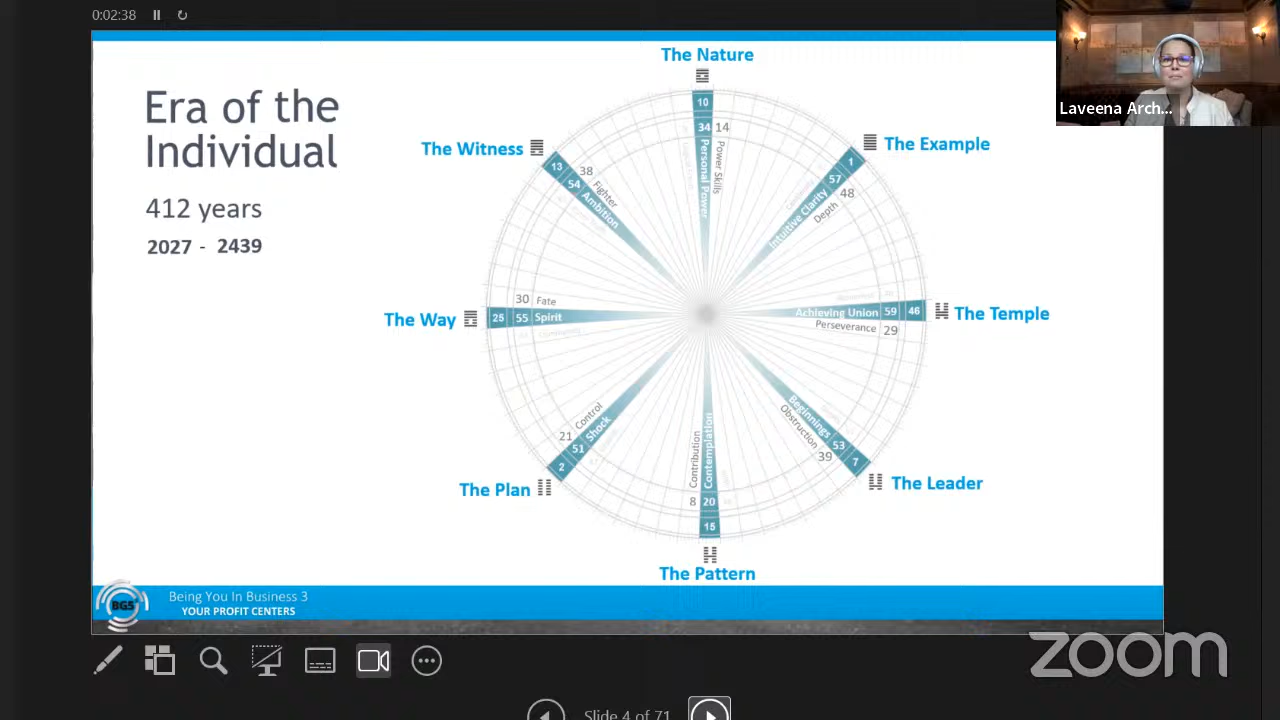 0:02:38
Era of the
Individual
412 years
2027 - 2439
The Nature
10
34
14
Personal Power
Power Skills
The Witness
13
38
54
Fighter
Ambition
The Example
1
57
48
Intuitive Clarity
Depth
The Way
30 Fate
25 55 Spirit
The Temple
Achieving Union 59 46
Perseverance 29
The Plan
21 Control
2 51 Shock
The Pattern
Contribution
Contemplation
8 20
15
The Leader
Beginnings
Obstruction
53
39
7
Laveena Arch...
BG5
Being You In Business 3
YOUR PROFIT CENTERS
zoom
Slide 4 of 71